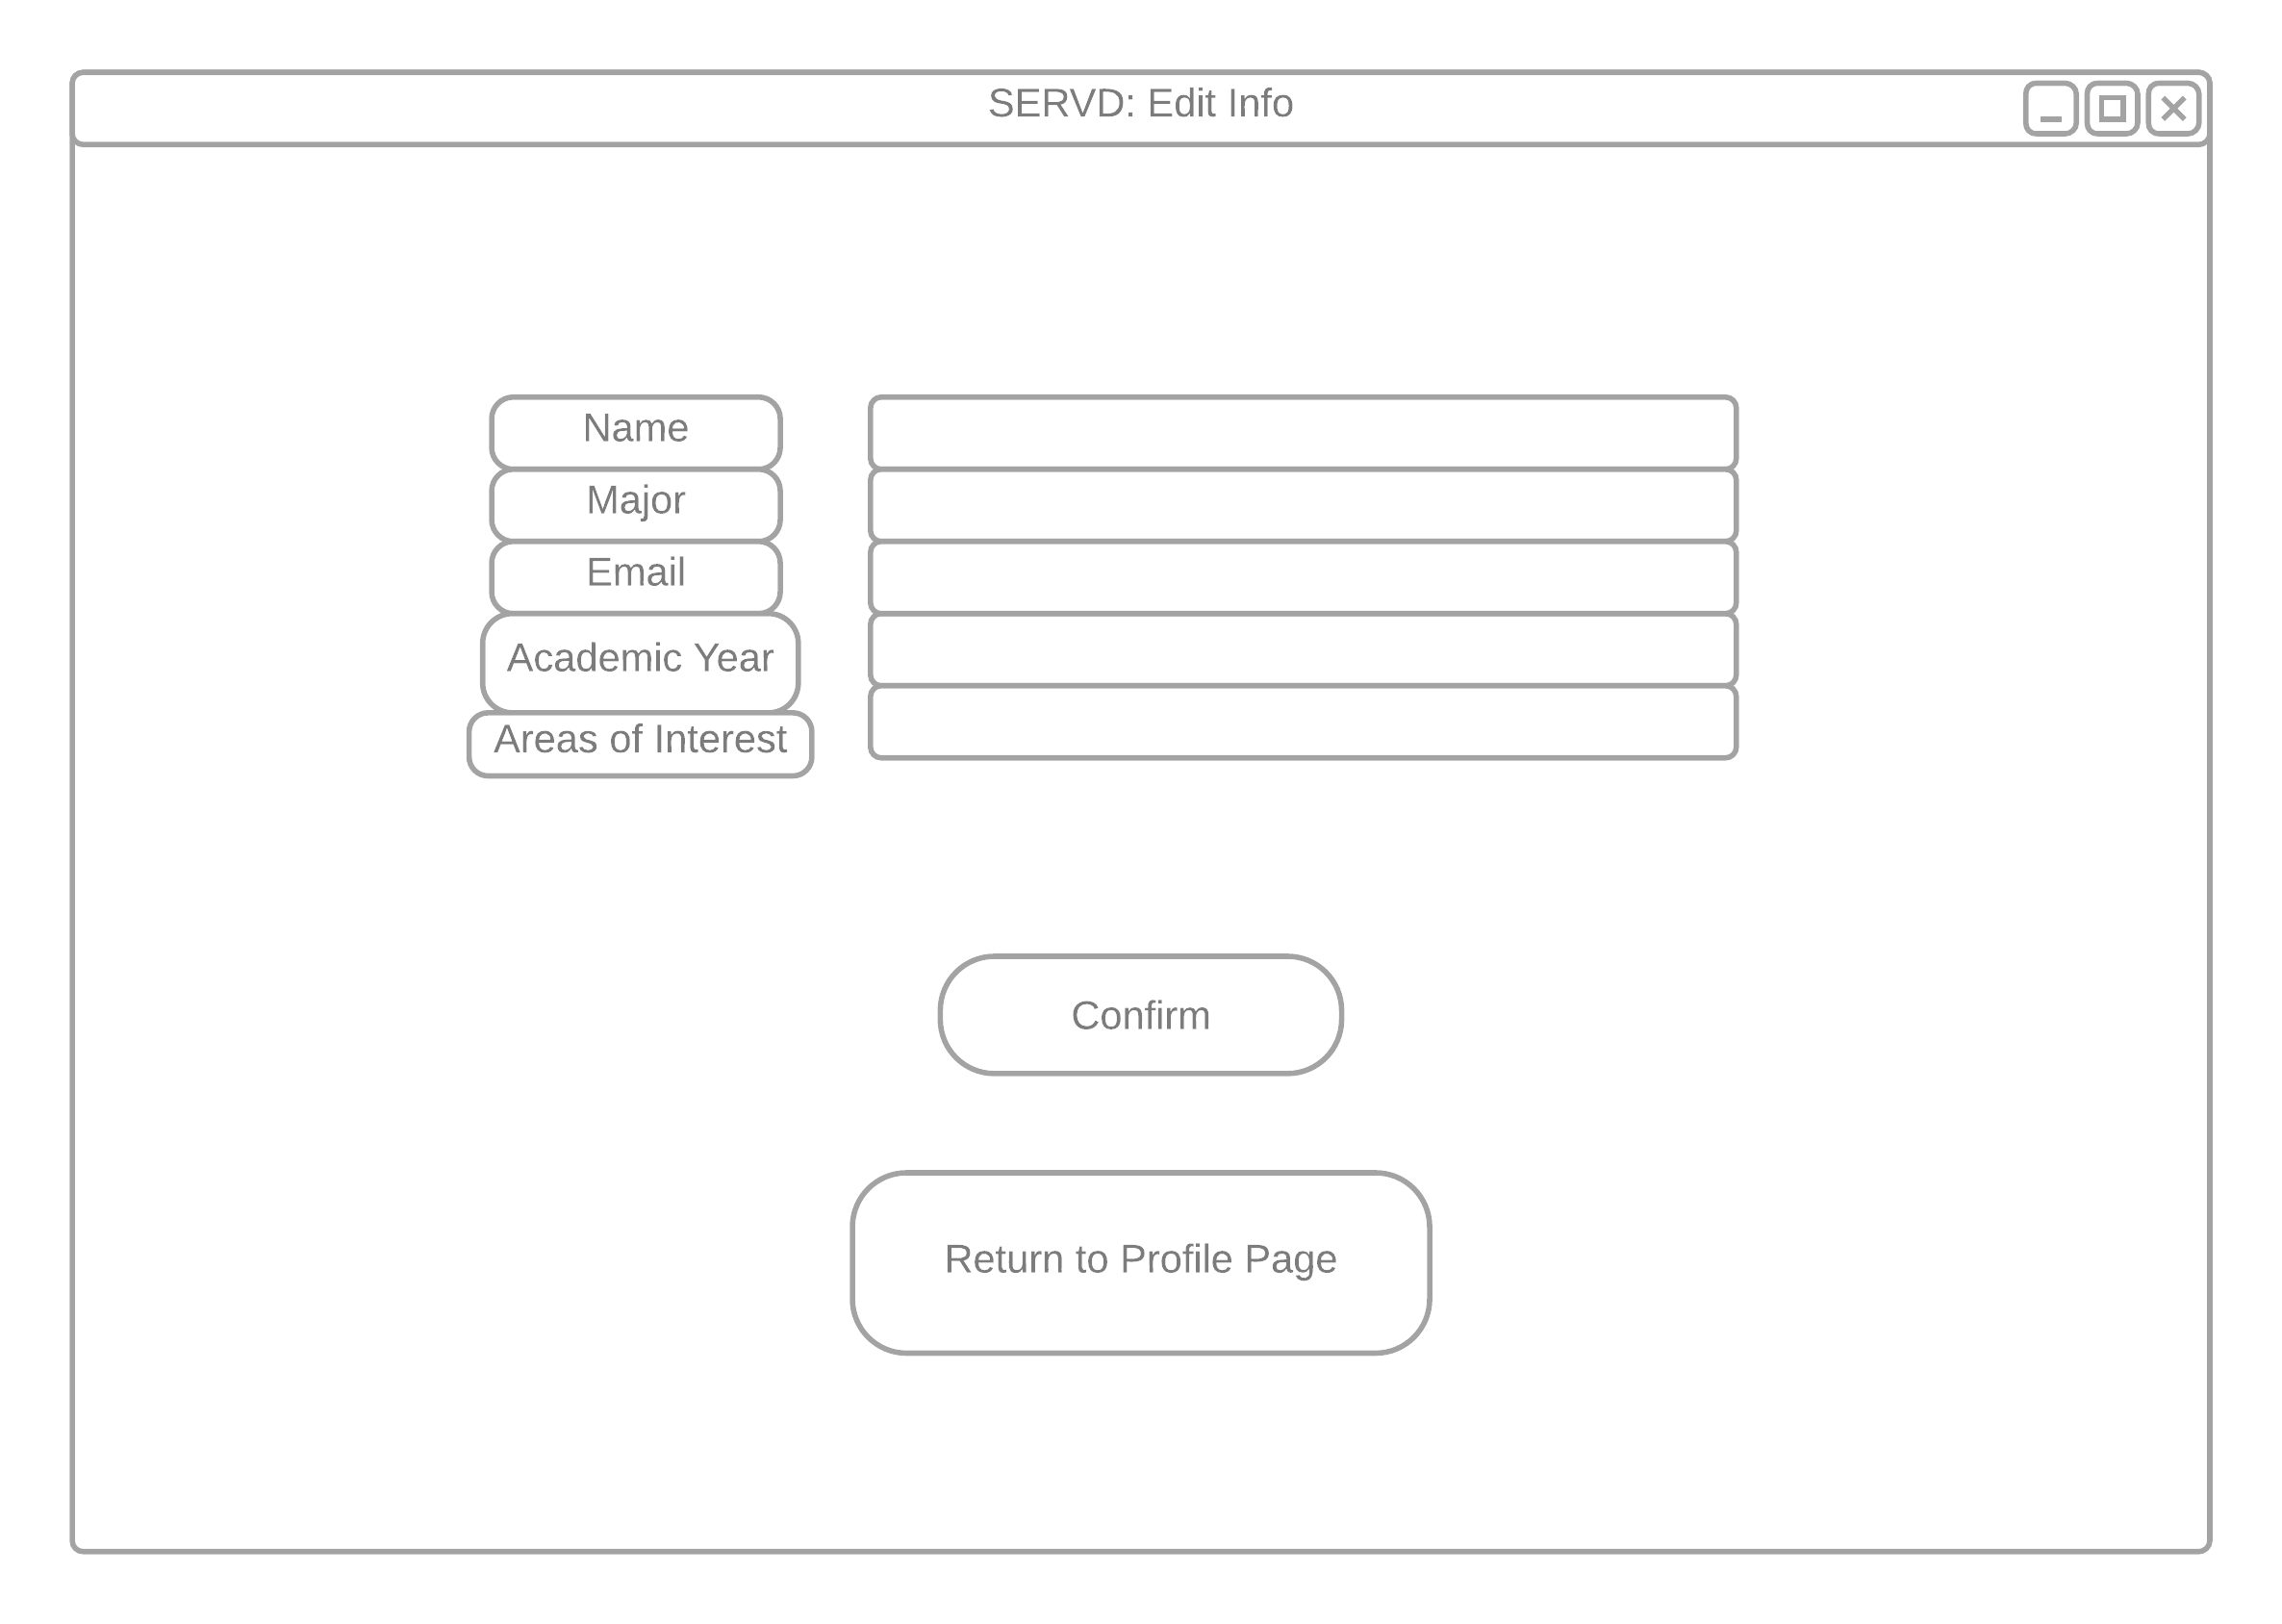 SERVD: Edit Info
Name
Major
Email
Academic Year
Areas of Interest
Confirm
Return to Profile Page